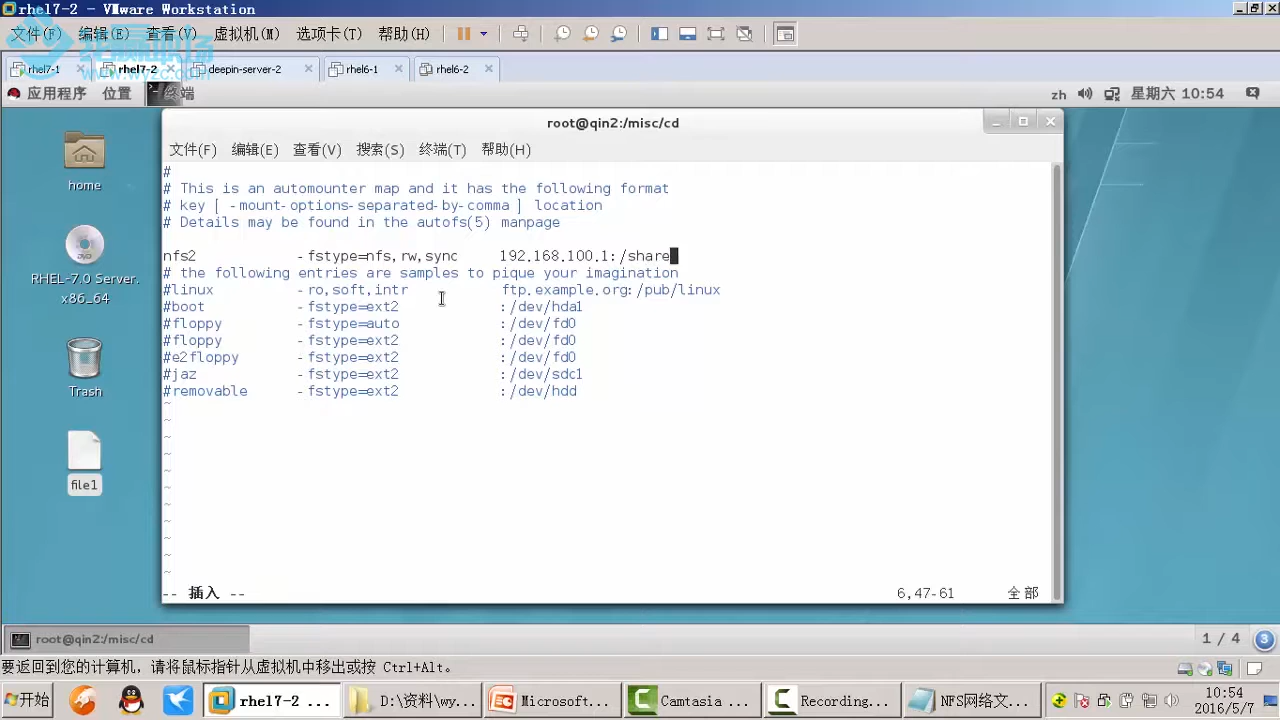 rhel7-2 - VMware Workstation
文件(F) 编辑(E) 查看(V) 虚拟机(M) 选项卡(T) 帮助(H)
rhel7-1 rhel7-2 deepin-server-2 rhel6-1 rhel6-2
www.wyzc.com
应用程序 位置 终端 zh 星期六 10:54
root@qin2:/misc/cd
文件(F) 编辑(E) 查看(V) 搜索(S) 终端(T) 帮助(H)
#
# This is an automounter map and it has the following format
# key [ -mount-options-separated-by-comma ] location
# Details may be found in the autofs(5) manpage
nfs2 -fstype=nfs,rw,sync 192.168.100.1:/share
# the following entries are samples to pique your imagination
#linux -ro,soft,intr ftp.example.org:/pub/linux
#boot -fstype=ext2 :/dev/hda1
#floppy -fstype=auto :/dev/fd0
#floppy -fstype=ext2 :/dev/fd0
#e2floppy -fstype=ext2 :/dev/fd0
#jaz -fstype=ext2 :/dev/sdc1
#removable -fstype=ext2 :/dev/hdd
~
~
~
~
~
~
~
~
~
~
~
-- 插入 -- 6,47-61 全部
home
RHEL-7.0 Server.
x86_64
Trash
file1
root@qin2:/misc/cd 1 / 4 3
要返回到您的计算机，请将鼠标指针从虚拟机中移出或按 Ctrl+Alt。
开始 rhel7-2 ... D:\资料\wy... Microsoft... Camtasia ... Recording... NFS网络文... 10:54
2016/5/7